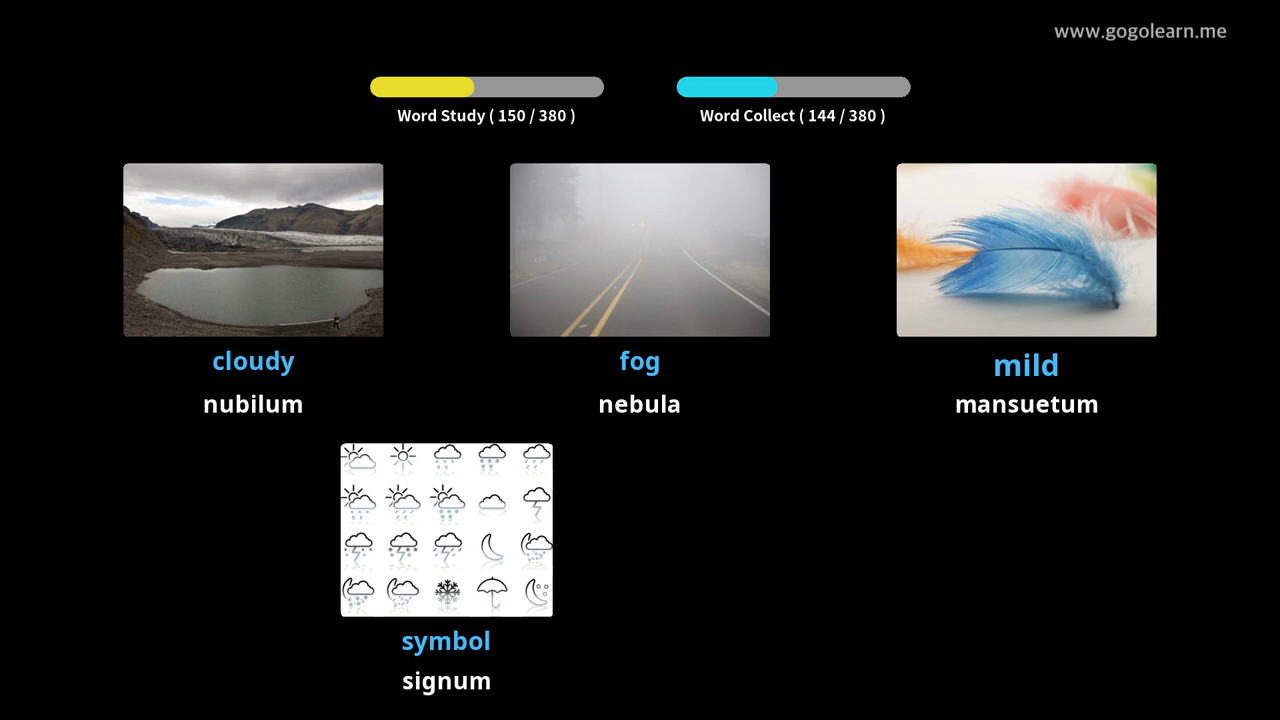 www.gogolearn.me
Word Study ( 150 / 380 )
Word Collect ( 144 / 380 )
cloudy
nubilum
fog
nebula
mild
mansuetum
symbol
signum